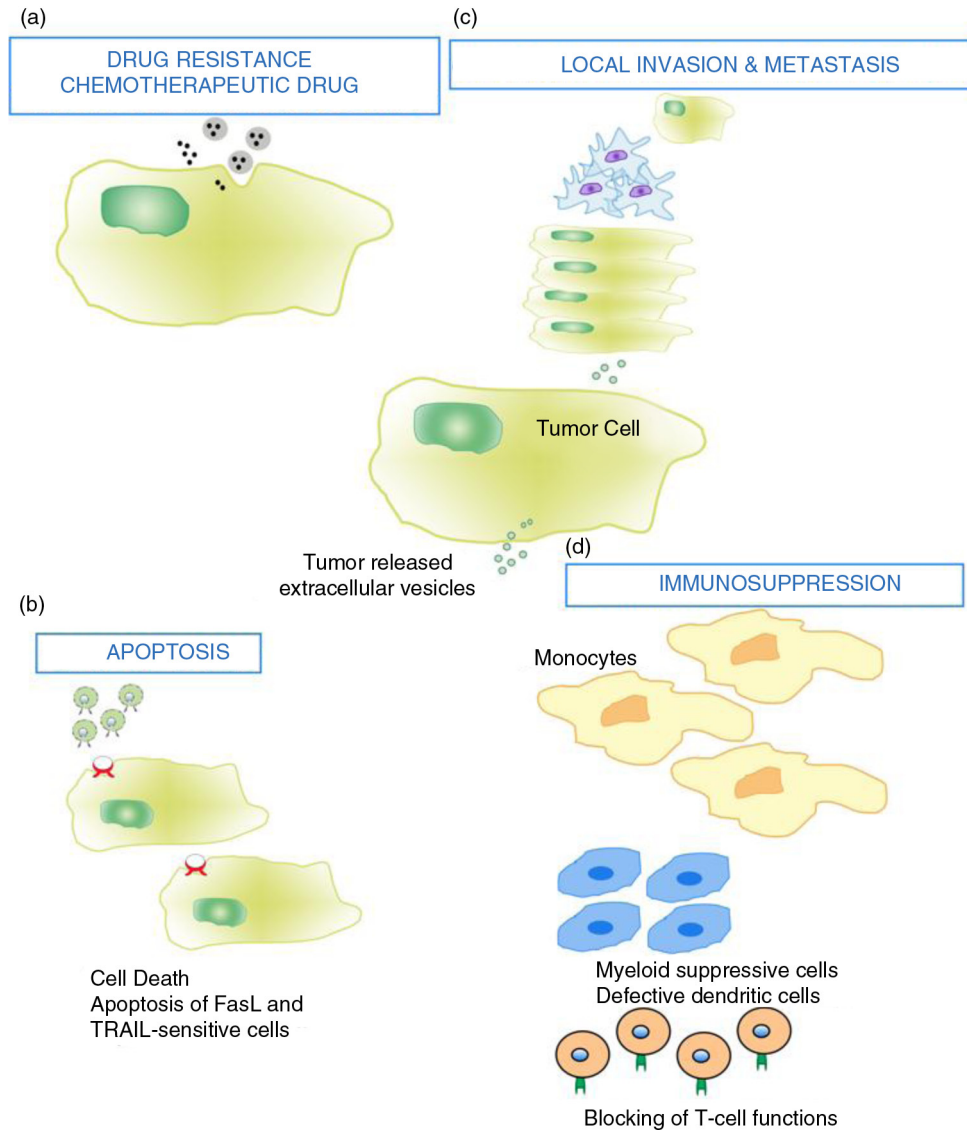 (a)
DRUG RESISTANCE
CHEMOTHERAPEUTIC DRUG
(c)
LOCAL INVASION & METASTASIS
Tumor Cell
Tumor released
extracellular vesicles
(b)
APOPTOSIS
Cell Death
Apoptosis of FasL and
TRAIL-sensitive cells
(d)
IMMUNOSUPPRESSION
Monocytes
Myeloid suppressive cells
Defective dendritic cells
Blocking of T-cell functions